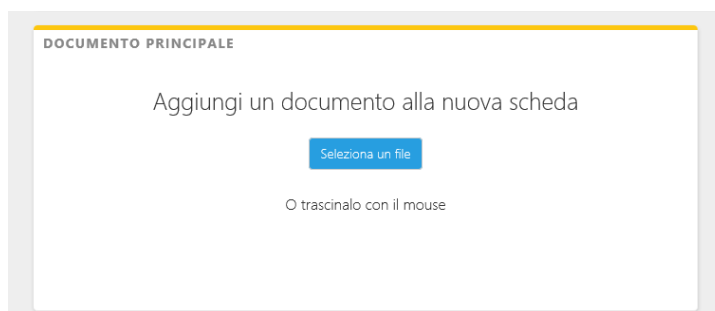 DOCUMENTO PRINCIPALE
Aggiungi un documento alla nuova scheda
Seleziona un file
O trascinalo con il mouse